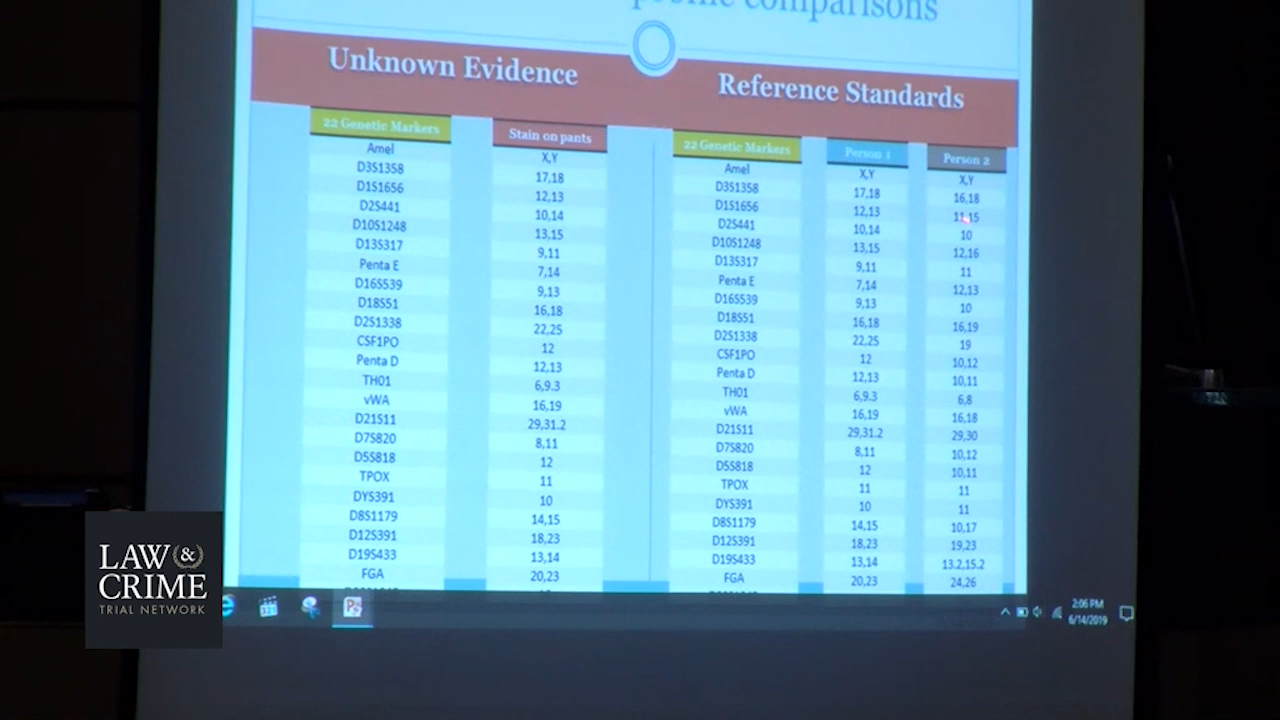 profile comparisons
Unknown Evidence
Reference Standards
22 Genetic Markers Stain on pants 22 Genetic Markers Person 1 Person 2
Amel X,Y Amel X,Y X,Y
D3S1358 17,18 D3S1358 17,18 16,18
D1S1656 12,13 D1S1656 12,13 11,15
D2S441 10,14 D2S441 10,14 10
D10S1248 13,15 D10S1248 13,15 12,16
D13S317 9,11 D13S317 9,11 11
Penta E 7,14 Penta E 7,14 12,13
D16S539 9,13 D16S539 9,13 10
D18S51 16,18 D18S51 16,18 16,19
D2S1338 22,25 D2S1338 22,25 19
CSF1PO 12 CSF1PO 12 10,12
Penta D 12,13 Penta D 12,13 10,11
TH01 6,9.3 TH01 6,9.3 6,8
vWA 16,19 vWA 16,19 16,18
D21S11 29,31.2 D21S11 29,31.2 29,30
D7S820 8,11 D7S820 8,11 10,12
D5S818 12 D5S818 12 10,11
TPOX 11 TPOX 11 11
DYS391 10 DYS391 10 11
D8S1179 14,15 D8S1179 14,15 10,17
D12S391 18,23 D12S391 18,23 19,23
D19S433 13,14 D19S433 13,14 13.2,15.2
FGA 20,23 FGA 20,23 24,26
2:06 PM
6/14/2019
LAW &
CRIME
TRIAL NETWORK